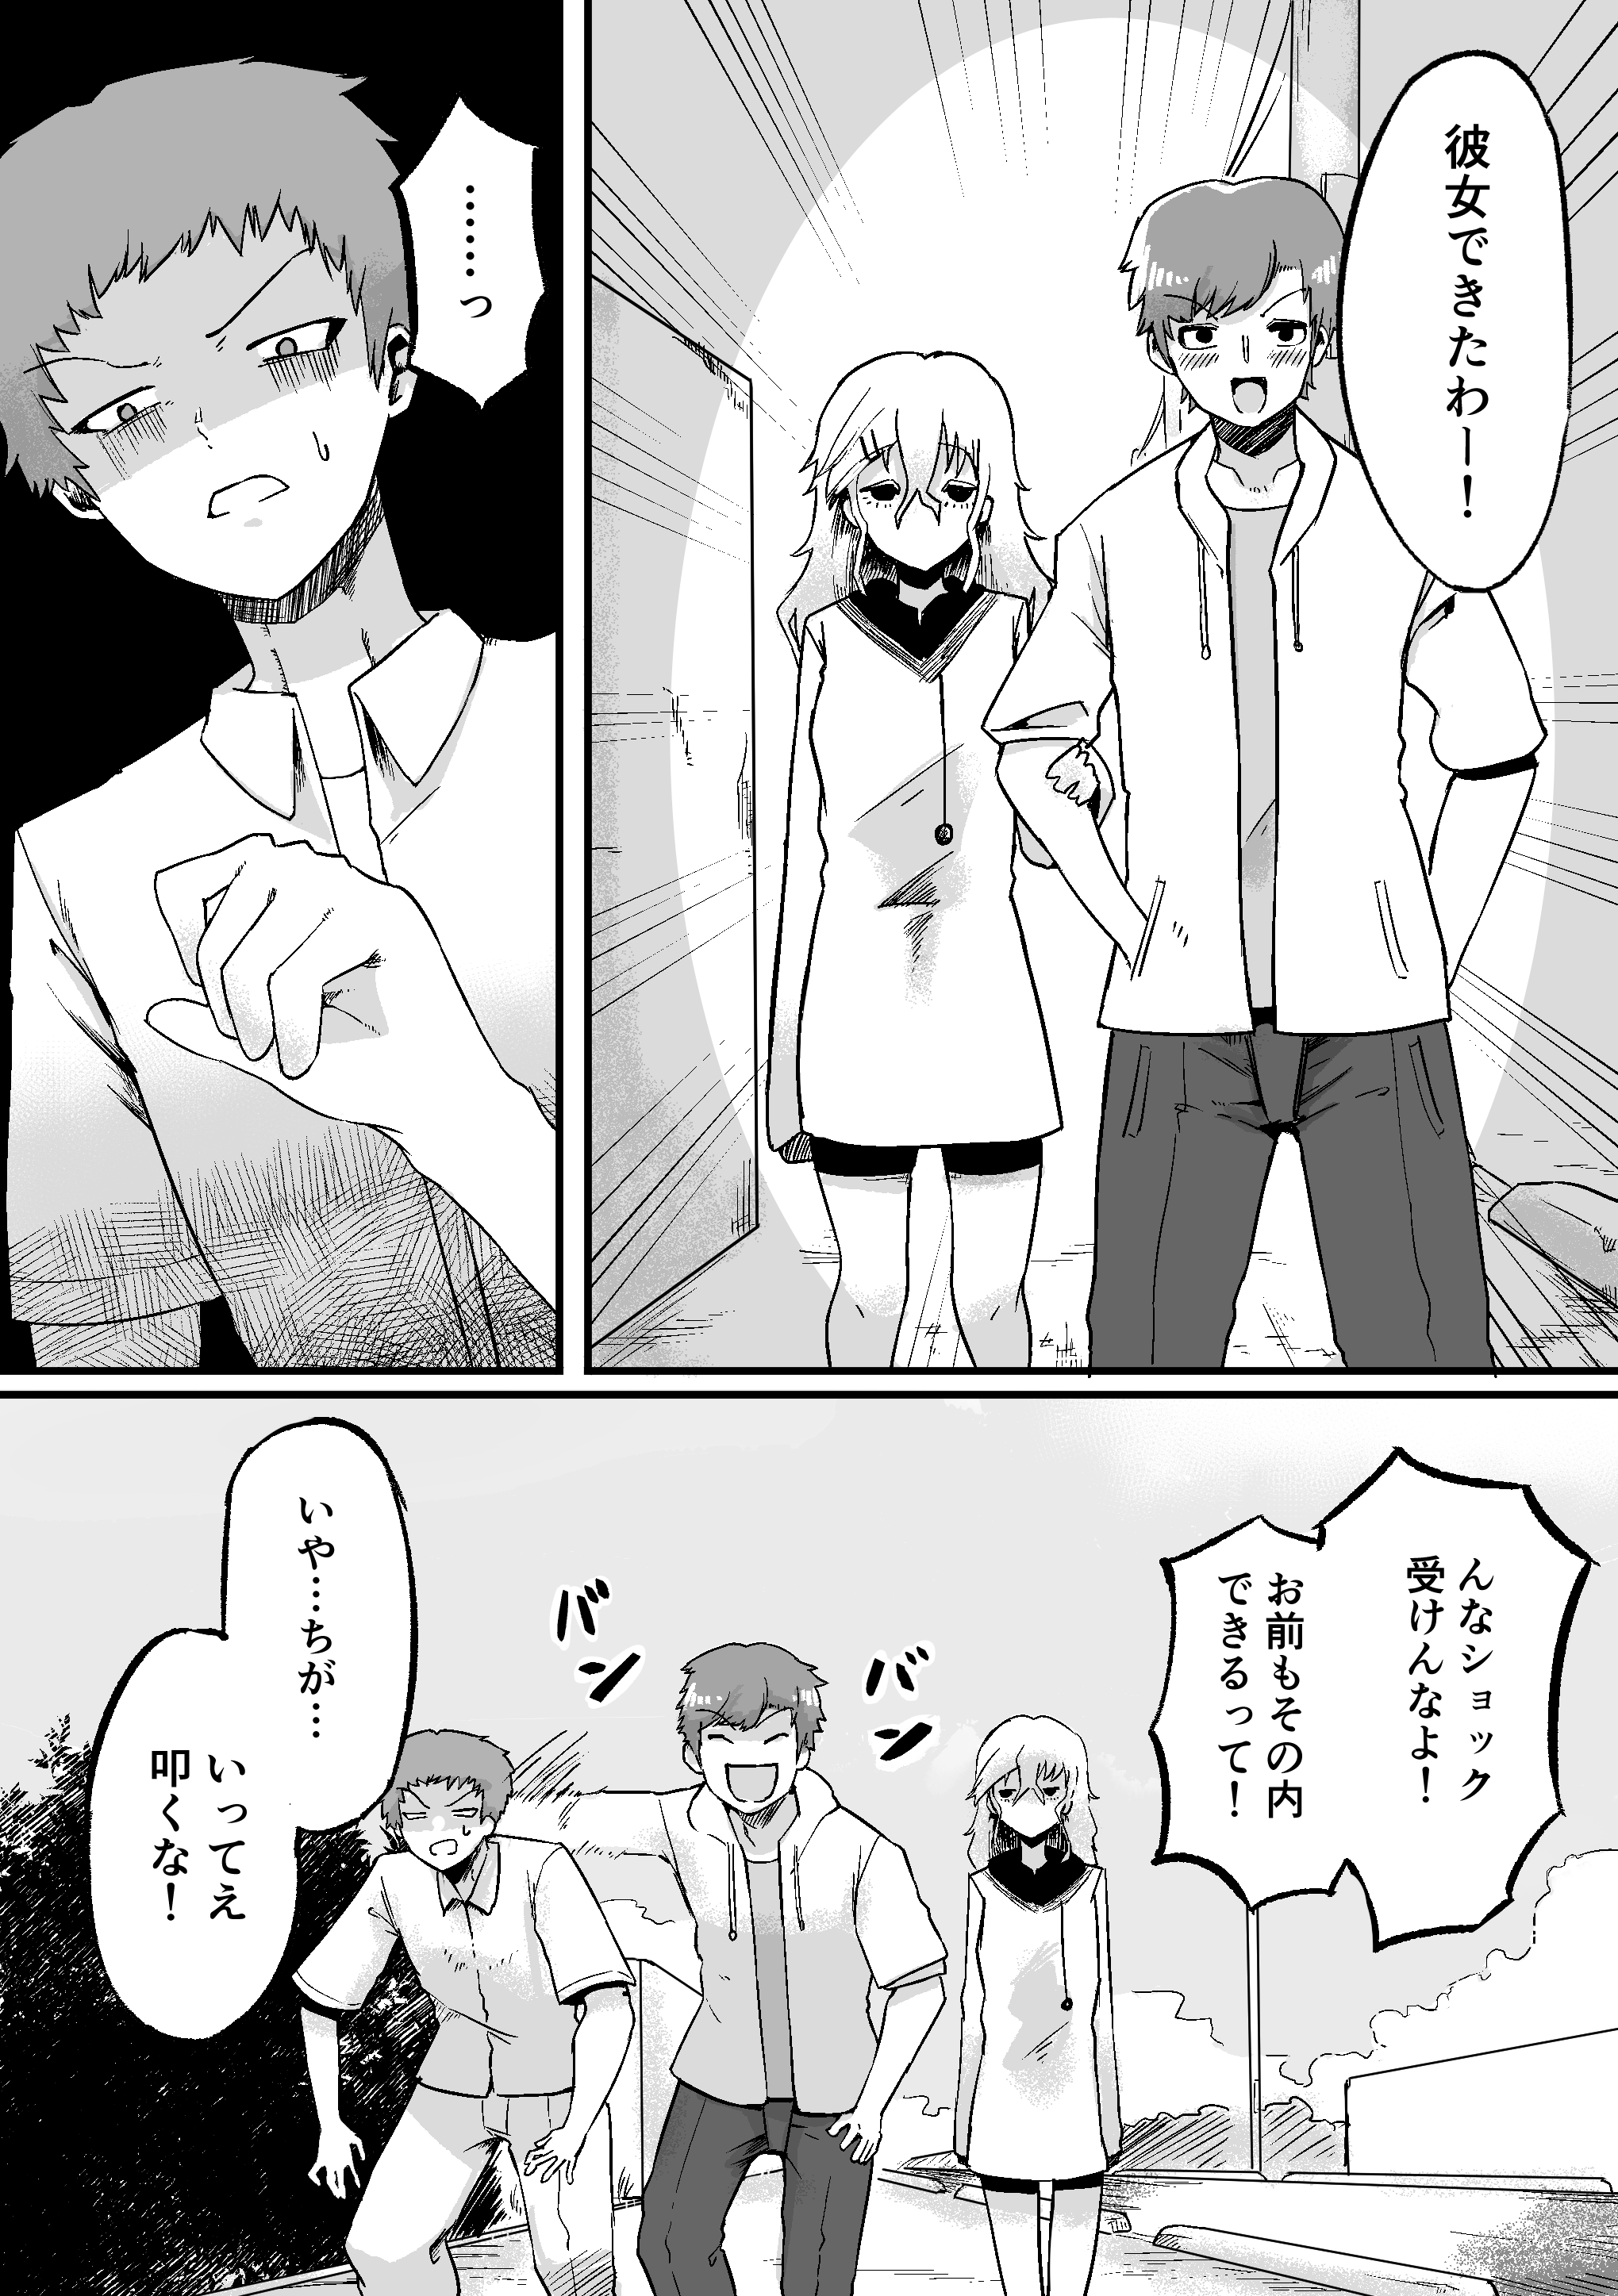 彼女できたわー！
……っ
んなショック
受けんなよ！
お前もその内
できるって！
バン
バン
いや…ちが…
いってえ
叩くな！